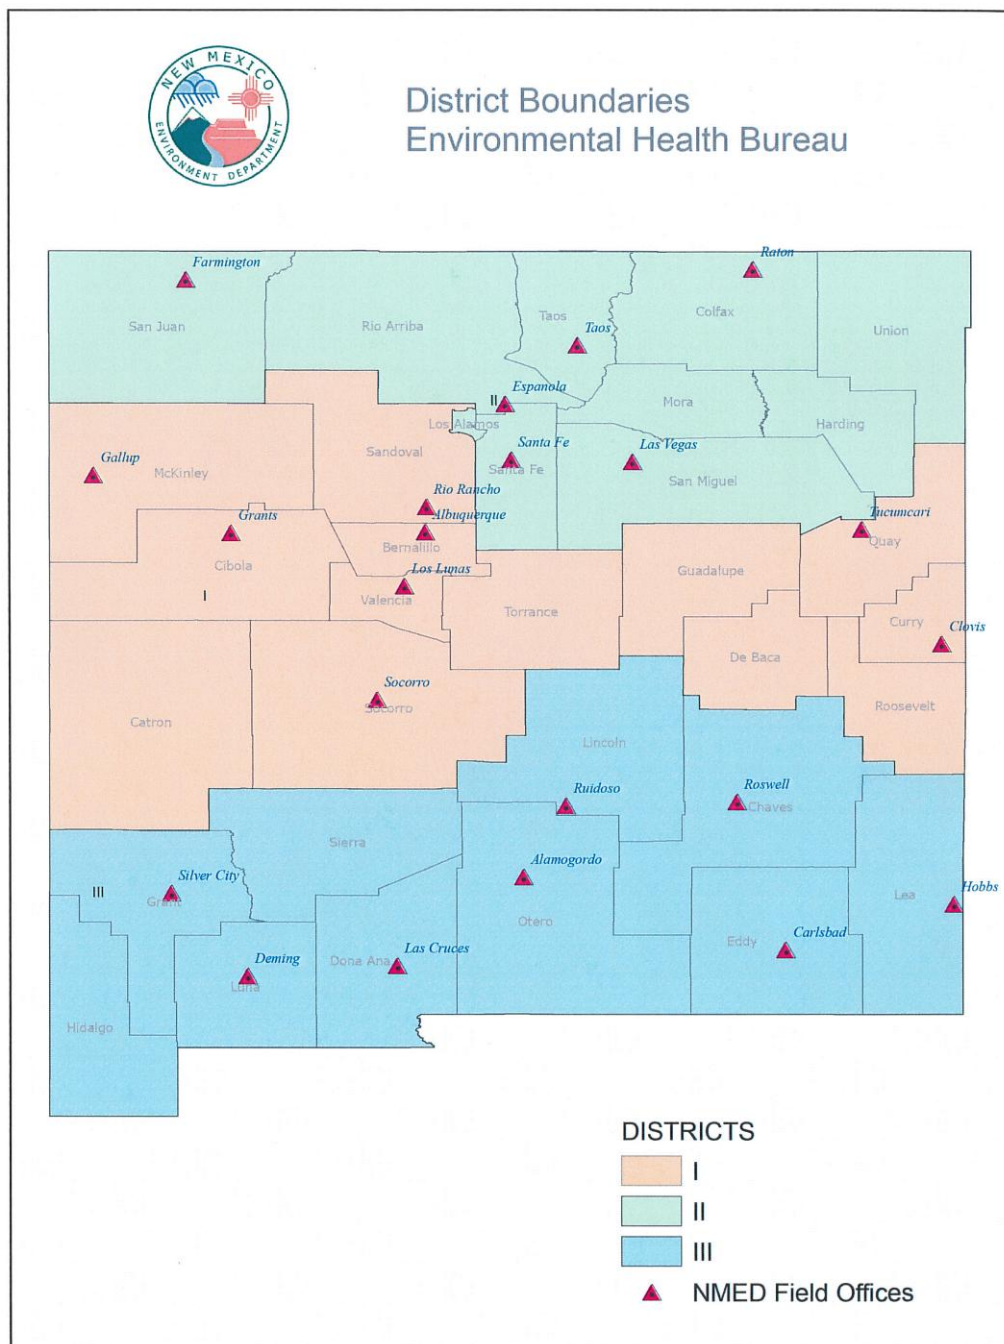 NEW MEXICO
ENVIRONMENT DEPARTMENT
District Boundaries
Environmental Health Bureau
Farmington
Raton
San Juan
Rio Arriba
Taos
Colfax
Union
Taos
Espanola
II
Mora
Los Alamos
Harding
Santa Fe
Las Vegas
Gallup
McKinley
Sandoval
Santa Fe
San Miguel
Rio Rancho
Albuquerque
Grants
Tucumcari
Quay
Bernalillo
Cibola
Los Lunas
Guadalupe
I
Valencia
Torrance
Curry
Clovis
De Baca
Socorro
Socorro
Catron
Roosevelt
Lincoln
Ruidoso
Roswell
Chaves
Sierra
Alamogordo
III
Silver City
Grant
Hobbs
Lea
Otero
Carlsbad
Eddy
Deming
Luna
Las Cruces
Dona Ana
Hidalgo
DISTRICTS
I
II
III
NMED Field Offices